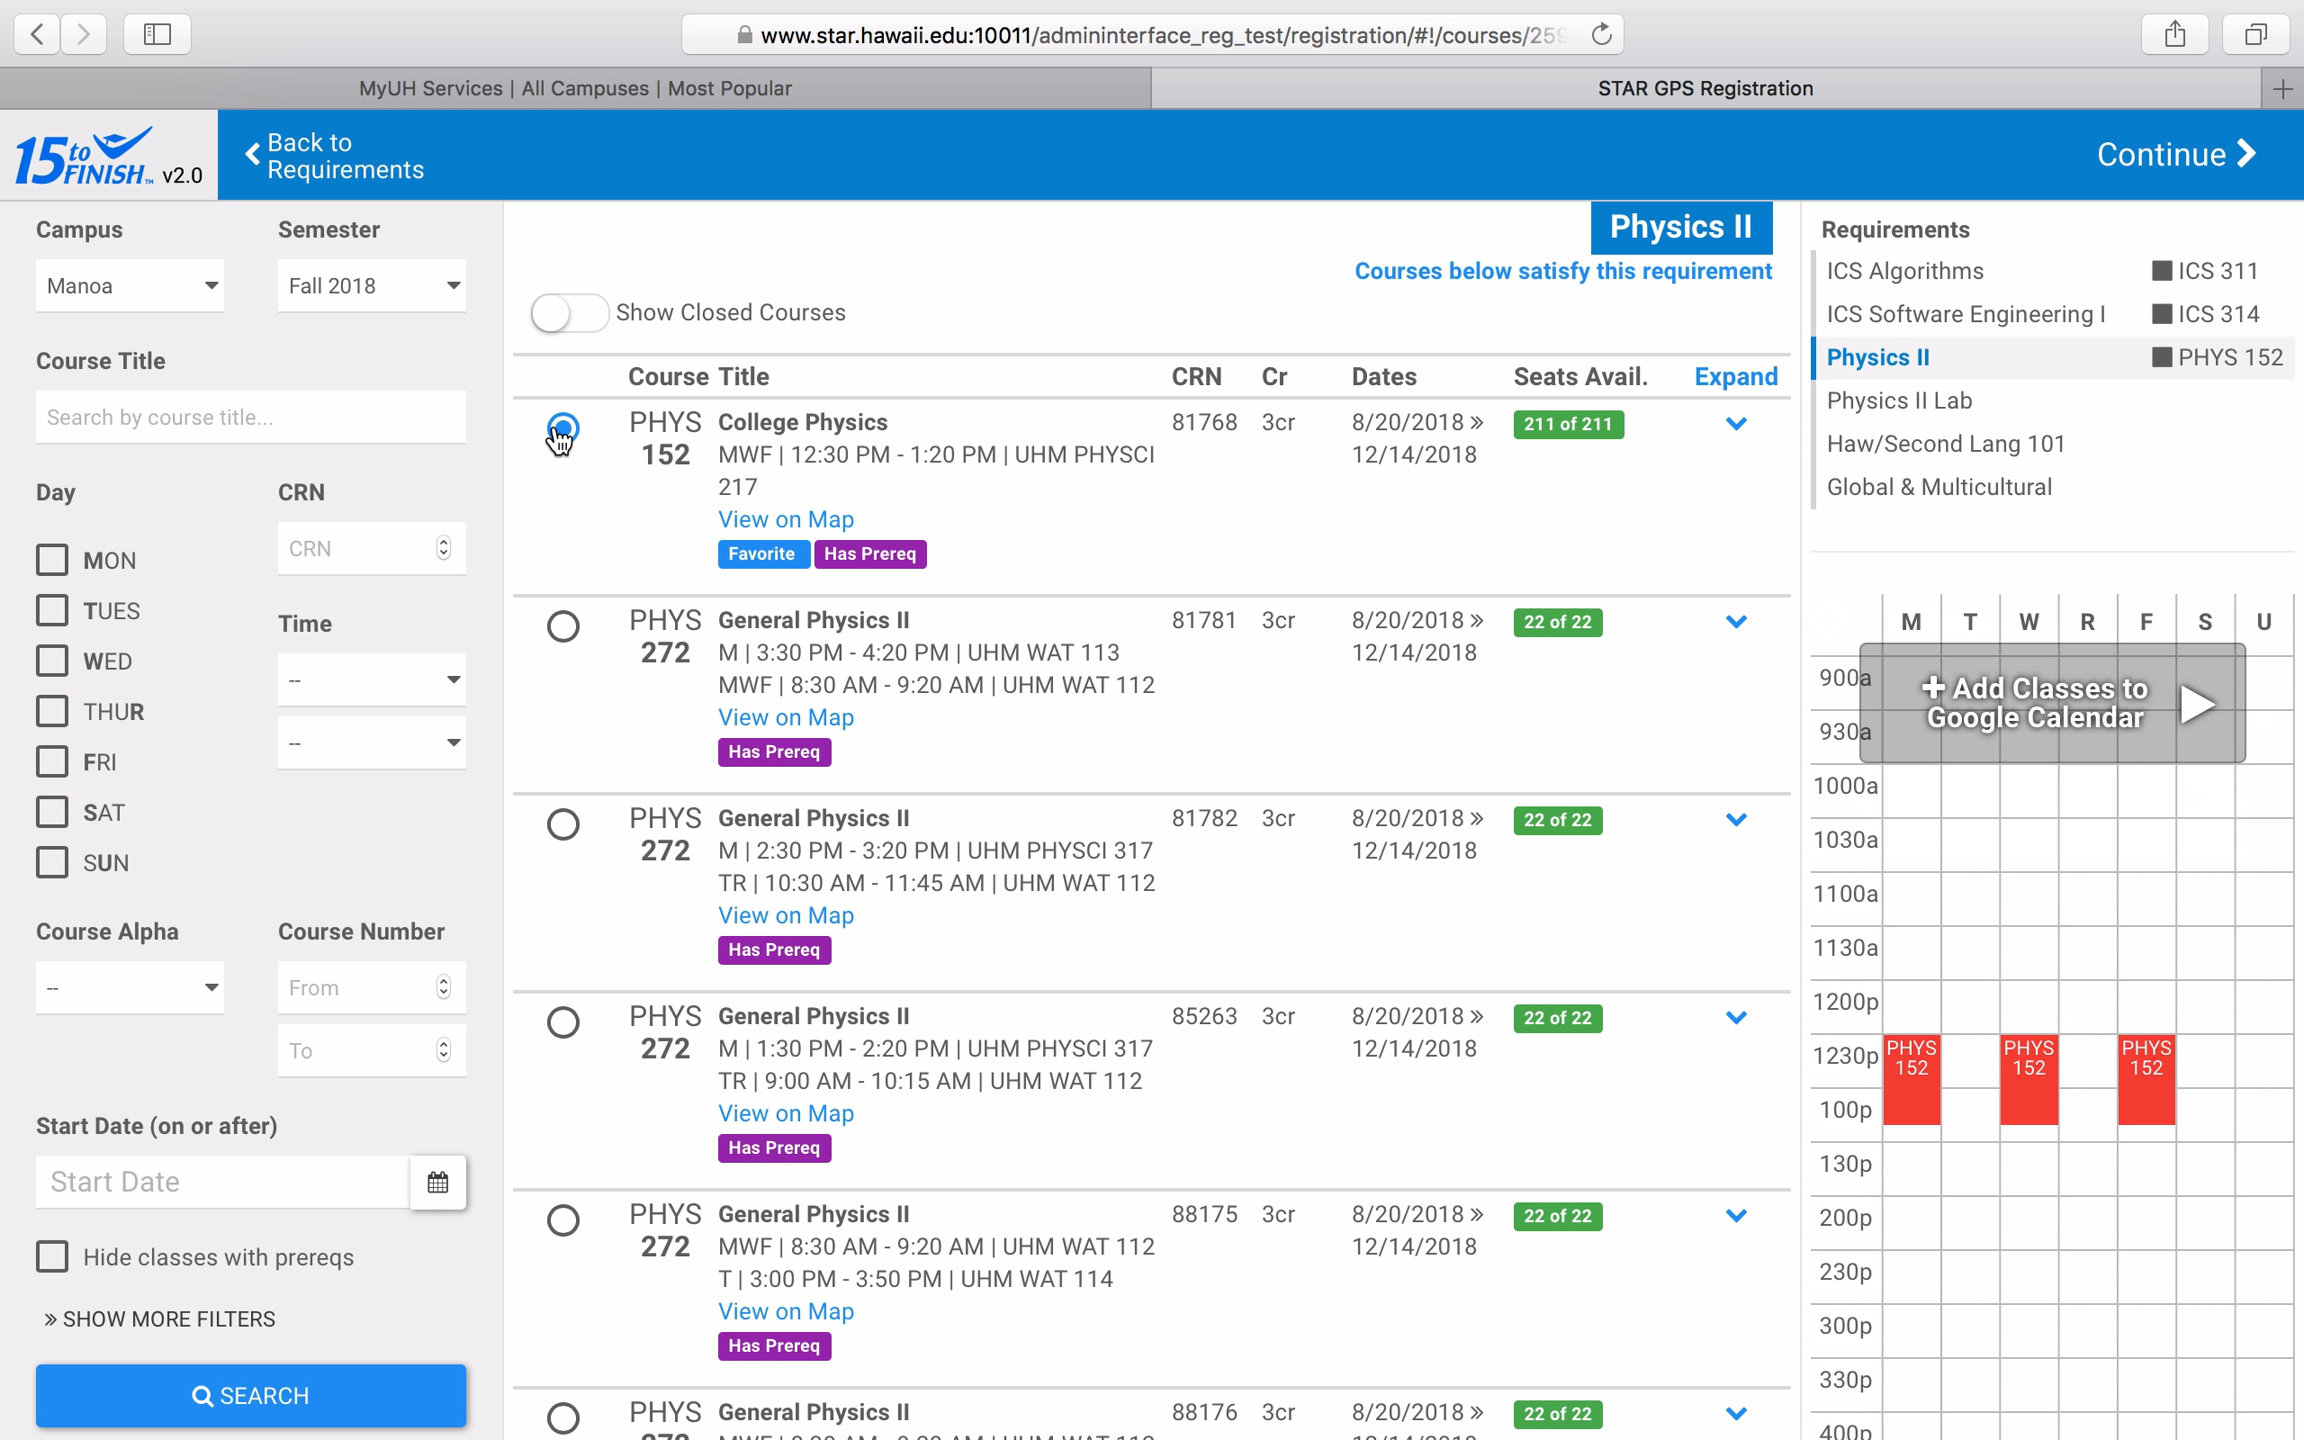 www.star.hawaii.edu:10011/admininterface_reg_test/registration/#!/courses/259
MyUH Services | All Campuses | Most Popular
STAR GPS Registration
15 to FINISH™ v2.0
Back to
Requirements
Continue
Campus
Semester
Manoa
Fall 2018
Course Title
Search by course title...
Day
CRN
MON
CRN
TUES
Time
WED
--
THUR
--
FRI
SAT
SUN
Course Alpha
Course Number
--
From
To
Start Date (on or after)
Start Date
Hide classes with prereqs
» SHOW MORE FILTERS
SEARCH
Physics II
Courses below satisfy this requirement
Show Closed Courses
Course Title CRN Cr Dates Seats Avail. Expand
PHYS College Physics 81768 3cr 8/20/2018 » 211 of 211
152 MWF | 12:30 PM - 1:20 PM | UHM PHYSCI 12/14/2018
217
View on Map
Favorite Has Prereq
PHYS General Physics II 81781 3cr 8/20/2018 » 22 of 22
272 M | 3:30 PM - 4:20 PM | UHM WAT 113 12/14/2018
MWF | 8:30 AM - 9:20 AM | UHM WAT 112
View on Map
Has Prereq
PHYS General Physics II 81782 3cr 8/20/2018 » 22 of 22
272 M | 2:30 PM - 3:20 PM | UHM PHYSCI 317 12/14/2018
TR | 10:30 AM - 11:45 AM | UHM WAT 112
View on Map
Has Prereq
PHYS General Physics II 85263 3cr 8/20/2018 » 22 of 22
272 M | 1:30 PM - 2:20 PM | UHM PHYSCI 317 12/14/2018
TR | 9:00 AM - 10:15 AM | UHM WAT 112
View on Map
Has Prereq
PHYS General Physics II 88175 3cr 8/20/2018 » 22 of 22
272 MWF | 8:30 AM - 9:20 AM | UHM WAT 112 12/14/2018
T | 3:00 PM - 3:50 PM | UHM WAT 114
View on Map
Has Prereq
PHYS General Physics II 88176 3cr 8/20/2018 » 22 of 22
Requirements
ICS Algorithms ICS 311
ICS Software Engineering I ICS 314
Physics II PHYS 152
Physics II Lab
Haw/Second Lang 101
Global & Multicultural
M T W R F S U
900a
+ Add Classes to
Google Calendar
930a
1000a
1030a
1100a
1130a
1200p
1230p PHYS 152 PHYS 152 PHYS 152
100p
130p
200p
230p
300p
330p
400p